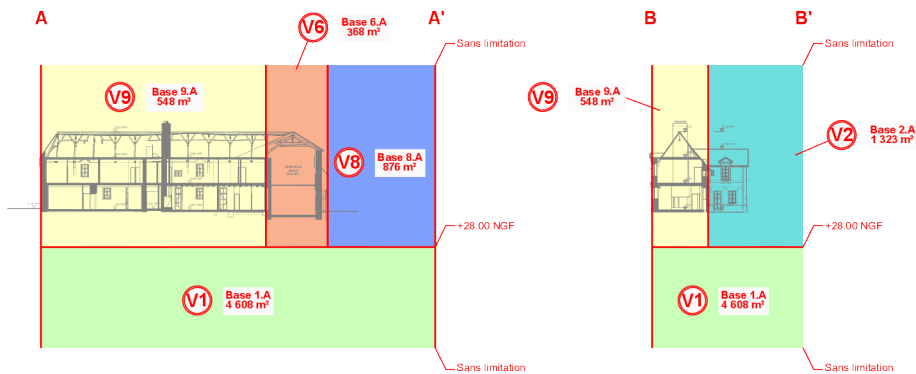 A
A'
B
B'
V6
Base 6.A
368 m²
Sans limitation
Sans limitation
V9
Base 9.A
548 m²
V9
Base 9.A
548 m²
V8
Base 8.A
876 m²
V2
Base 2.A
1 323 m²
+28.00 NGF
+28.00 NGF
V1
Base 1.A
4 608 m²
V1
Base 1.A
4 608 m²
Sans limitation
Sans limitation